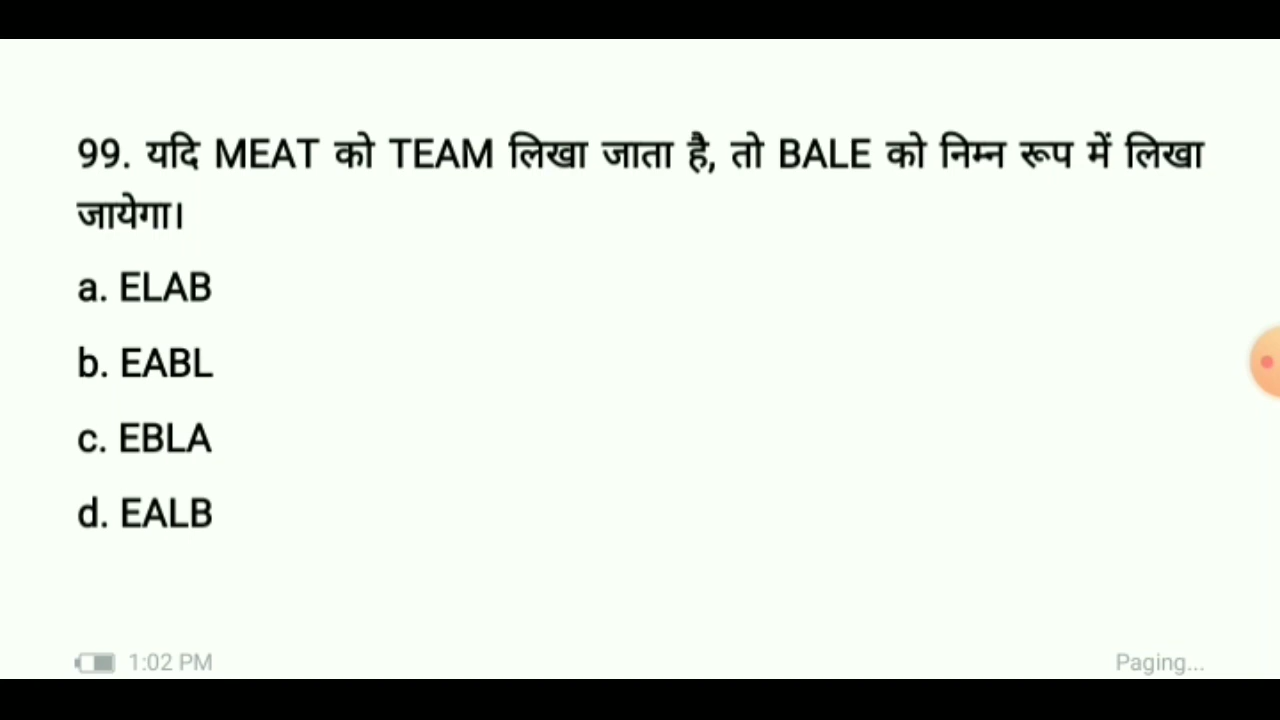 99. यदि MEAT को TEAM लिखा जाता है, तो BALE को निम्न रूप में लिखा
जायेगा।
a. ELAB
b. EABL
c. EBLA
d. EALB
1:02 PM
Paging...